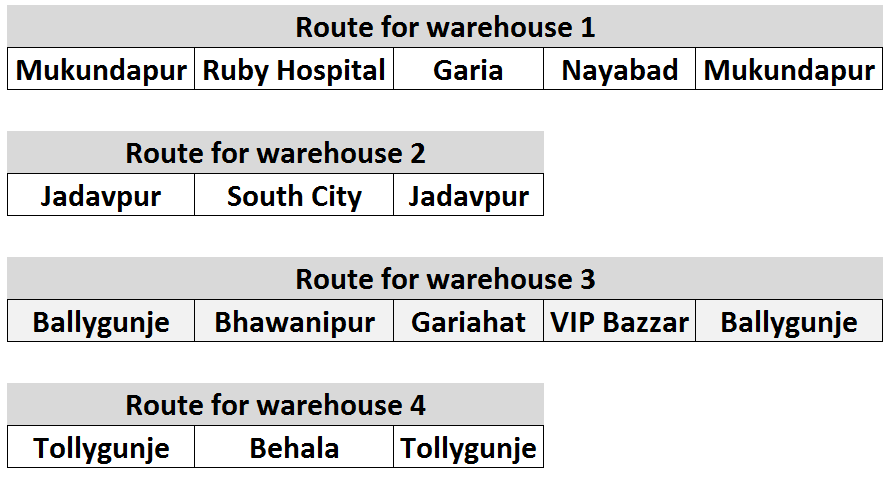 Route for warehouse 1
Mukundapur Ruby Hospital Garia Nayabad Mukundapur
Route for warehouse 2
Jadavpur South City Jadavpur
Route for warehouse 3
Ballygunje Bhawanipur Gariahat VIP Bazzar Ballygunje
Route for warehouse 4
Tollygunje Behala Tollygunje